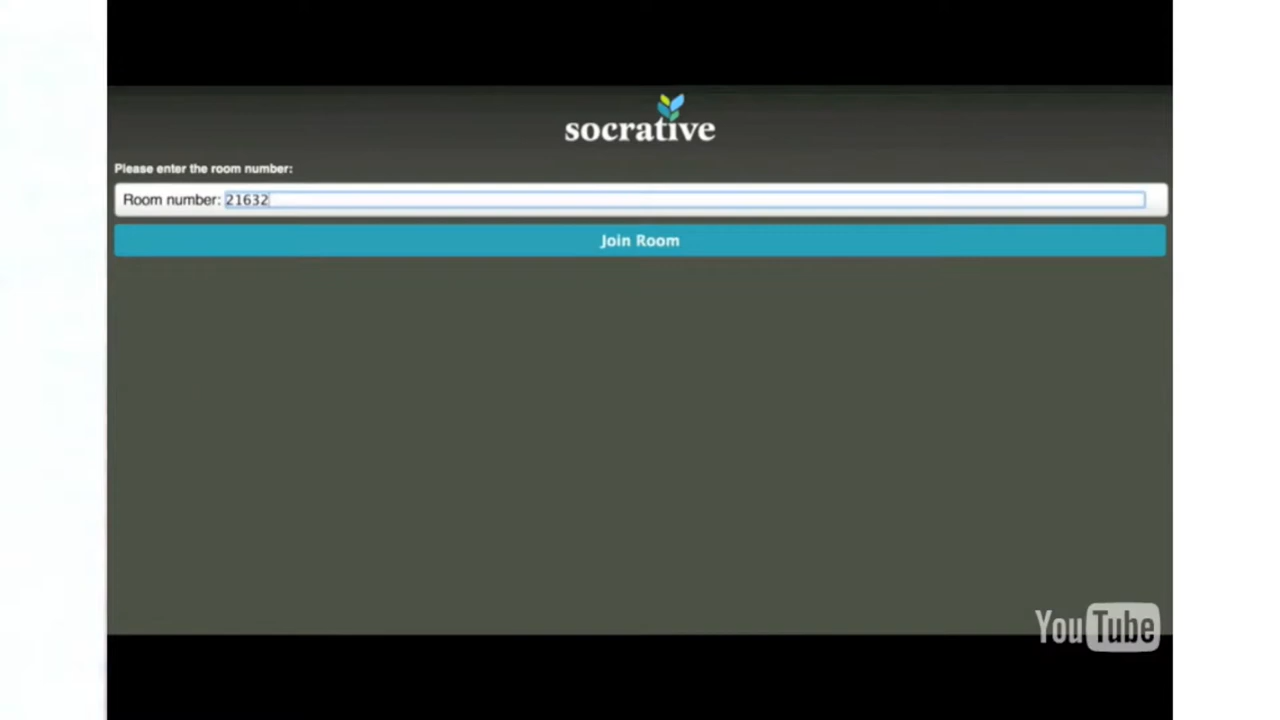 socrative
Please enter the room number:
Room number: 21632
Join Room
YouTube